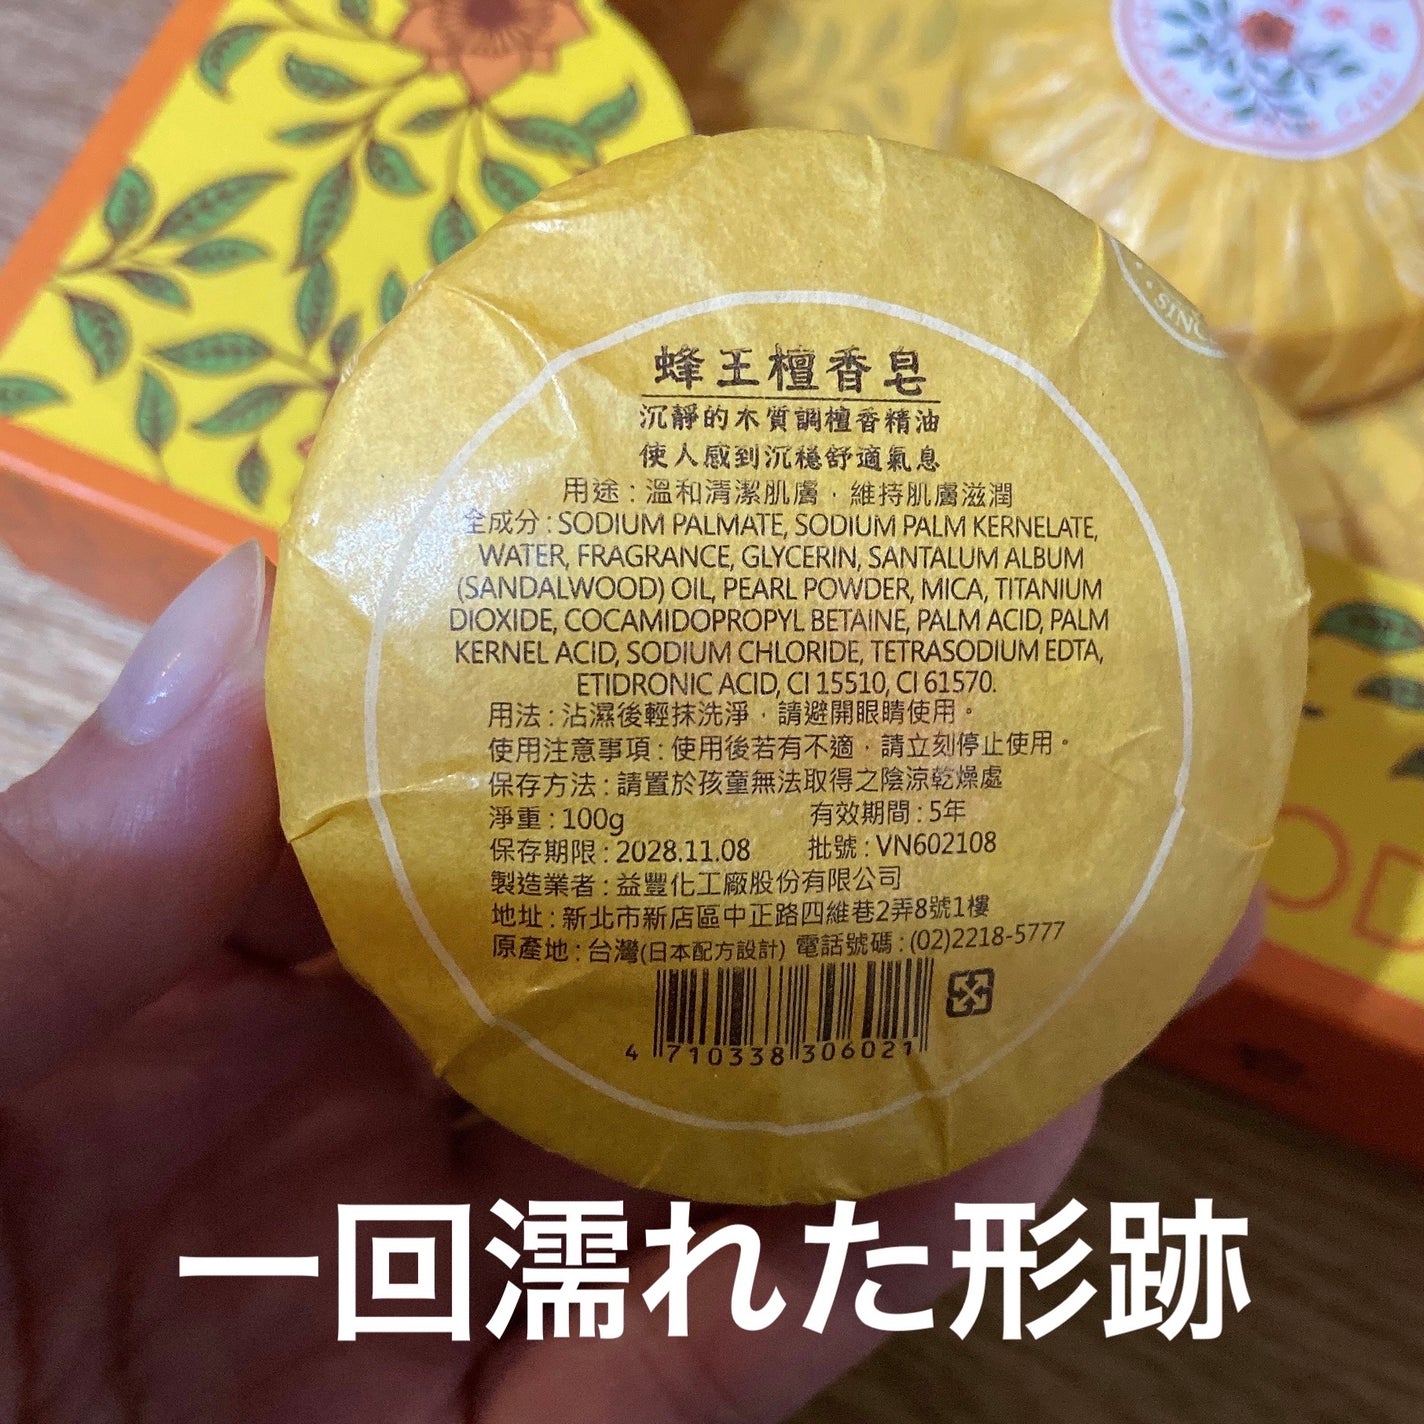 SINC
蜂王檀香皂
沉靜的木質調檀香精油
使人感到沉穩舒適氣息
用途：溫和清潔肌膚，維持肌膚滋潤
全成分：SODIUM PALMATE, SODIUM PALM KERNELATE,
WATER, FRAGRANCE, GLYCERIN, SANTALUM ALBUM
(SANDALWOOD) OIL, PEARL POWDER, MICA, TITANIUM
DIOXIDE, COCAMIDOPROPYL BETAINE, PALM ACID, PALM
KERNEL ACID, SODIUM CHLORIDE, TETRASODIUM EDTA,
ETIDRONIC ACID, CI 15510, CI 61570.
用法：沾濕後輕抹洗淨，請避開眼睛使用。
使用注意事項：使用後若有不適，請立刻停止使用。
保存方法：請置於孩童無法取得之陰涼乾燥處
淨重：100g 有效期間：5年
保存期限：2028.11.08 批號：VN602108
製造業者：益豐化工廠股份有限公司
地址：新北市新店區中正路四維巷2弄8號1樓
原產地：台灣(日本配方設計) 電話號碼：(02)2218-5777
4 710338 306021
OD
一回濡れた形跡